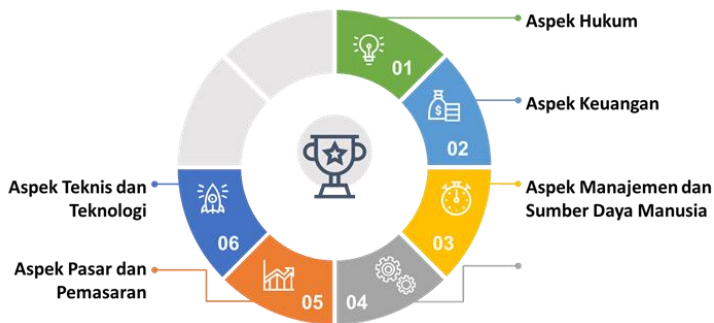 Aspek Hukum
01
Aspek Keuangan
$
02
Aspek Manajemen dan
Sumber Daya Manusia
03
04
Aspek Pasar dan
Pemasaran
05
Aspek Teknis dan
Teknologi
06